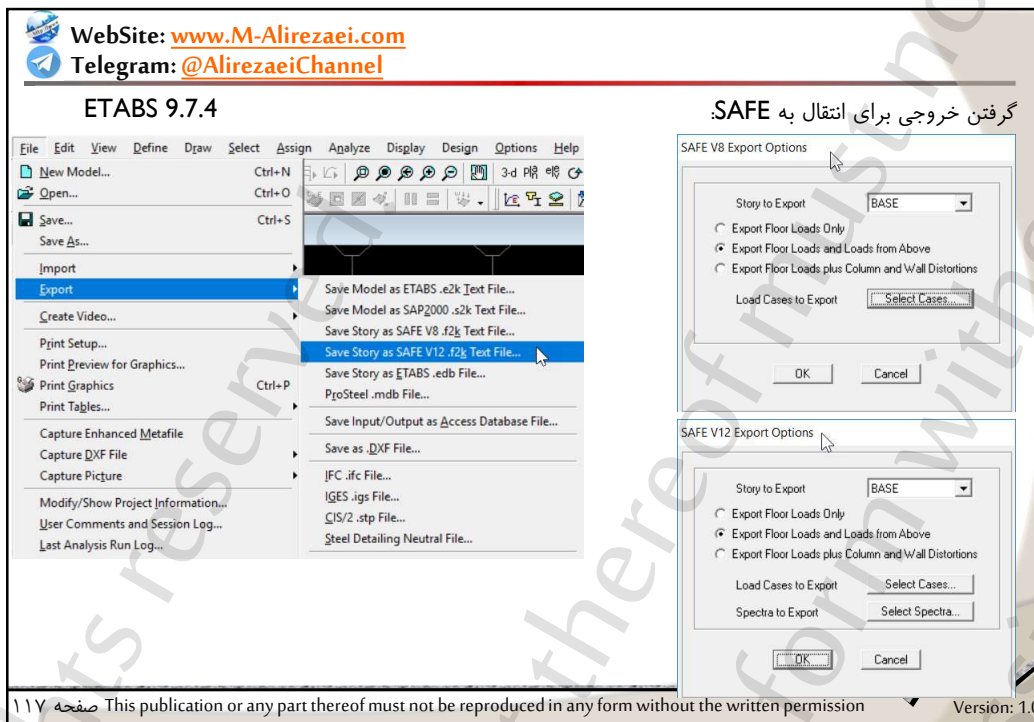 WebSite: www.M-Alirezaei.com
Telegram: @AlirezaeiChannel
ETABS 9.7.4
گرفتن خروجی برای انتقال به SAFE:
File Edit View Define Draw Select Assign Analyze Display Design Options Help
New Model... Ctrl+N
Open... Ctrl+O
Save... Ctrl+S
Save As...
Import
Export
Create Video...
Print Setup...
Print Preview for Graphics...
Print Graphics Ctrl+P
Print Tables...
Capture Enhanced Metafile
Capture DXF File
Capture Picture
Modify/Show Project Information...
User Comments and Session Log...
Last Analysis Run Log...
3-d
Save Model as ETABS .e2k Text File...
Save Model as SAP2000 .s2k Text File...
Save Story as SAFE V8 .f2k Text File...
Save Story as SAFE V12 .f2k Text File...
Save Story as ETABS .edb File...
ProSteel .mdb File...
Save Input/Output as Access Database File...
Save as .DXF File...
IFC .ifc File...
IGES .igs File...
CIS/2 .stp File...
Steel Detailing Neutral File...
SAFE V8 Export Options
Story to Export BASE
Export Floor Loads Only
Export Floor Loads and Loads from Above
Export Floor Loads plus Column and Wall Distortions
Load Cases to Export Select Cases...
OK Cancel
SAFE V12 Export Options
Story to Export BASE
Export Floor Loads Only
Export Floor Loads and Loads from Above
Export Floor Loads plus Column and Wall Distortions
Load Cases to Export Select Cases...
Spectra to Export Select Spectra...
OK Cancel
صفحه ۱۱۷ This publication or any part thereof must not be reproduced in any form without the written permission
Version: 1.0